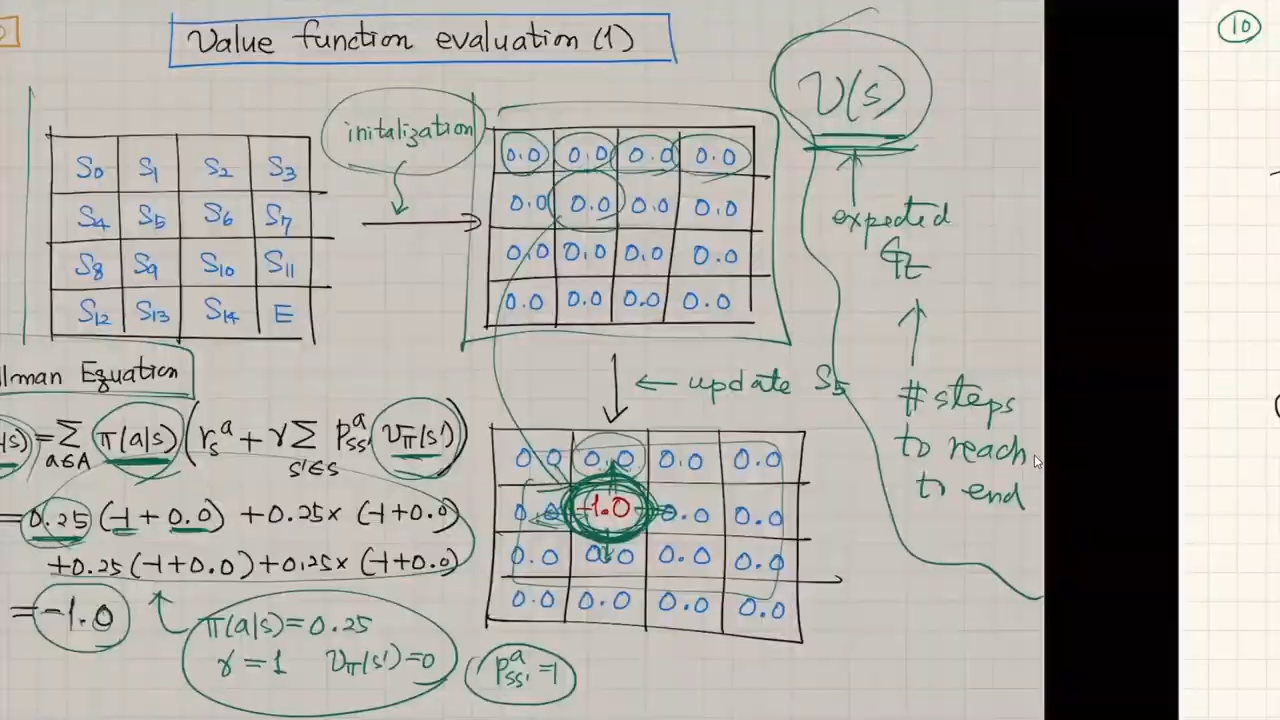 Value function evaluation (1)
10
V(s)
initalization
S0 S1 S2 S3
S4 S5 S6 S7
S8 S9 S10 S11
S12 S13 S14 E
0.0 0.0 0.0 0.0
0.0 0.0 0.0 0.0
0.0 0.0 0.0 0.0
0.0 0.0 0.0 0.0
expected
Gt
# steps
to reach
to end
← update S5
llman Equation
(s) = Σ a∈A π(a|s) (rsᵃ + γ Σ s'∈S Pss'ᵃ vπ(s'))
= 0.25 (-1 + 0.0) + 0.25 × (-1 + 0.0)
+ 0.25 (-1 + 0.0) + 0.25 × (-1 + 0.0)
= -1.0
π(a|s) = 0.25
γ = 1 vπ(s') = 0
Pss'ᵃ = 1
0.0 0.0 0.0 0.0
0.0 -1.0 0.0 0.0
0.0 0.0 0.0 0.0
0.0 0.0 0.0 0.0